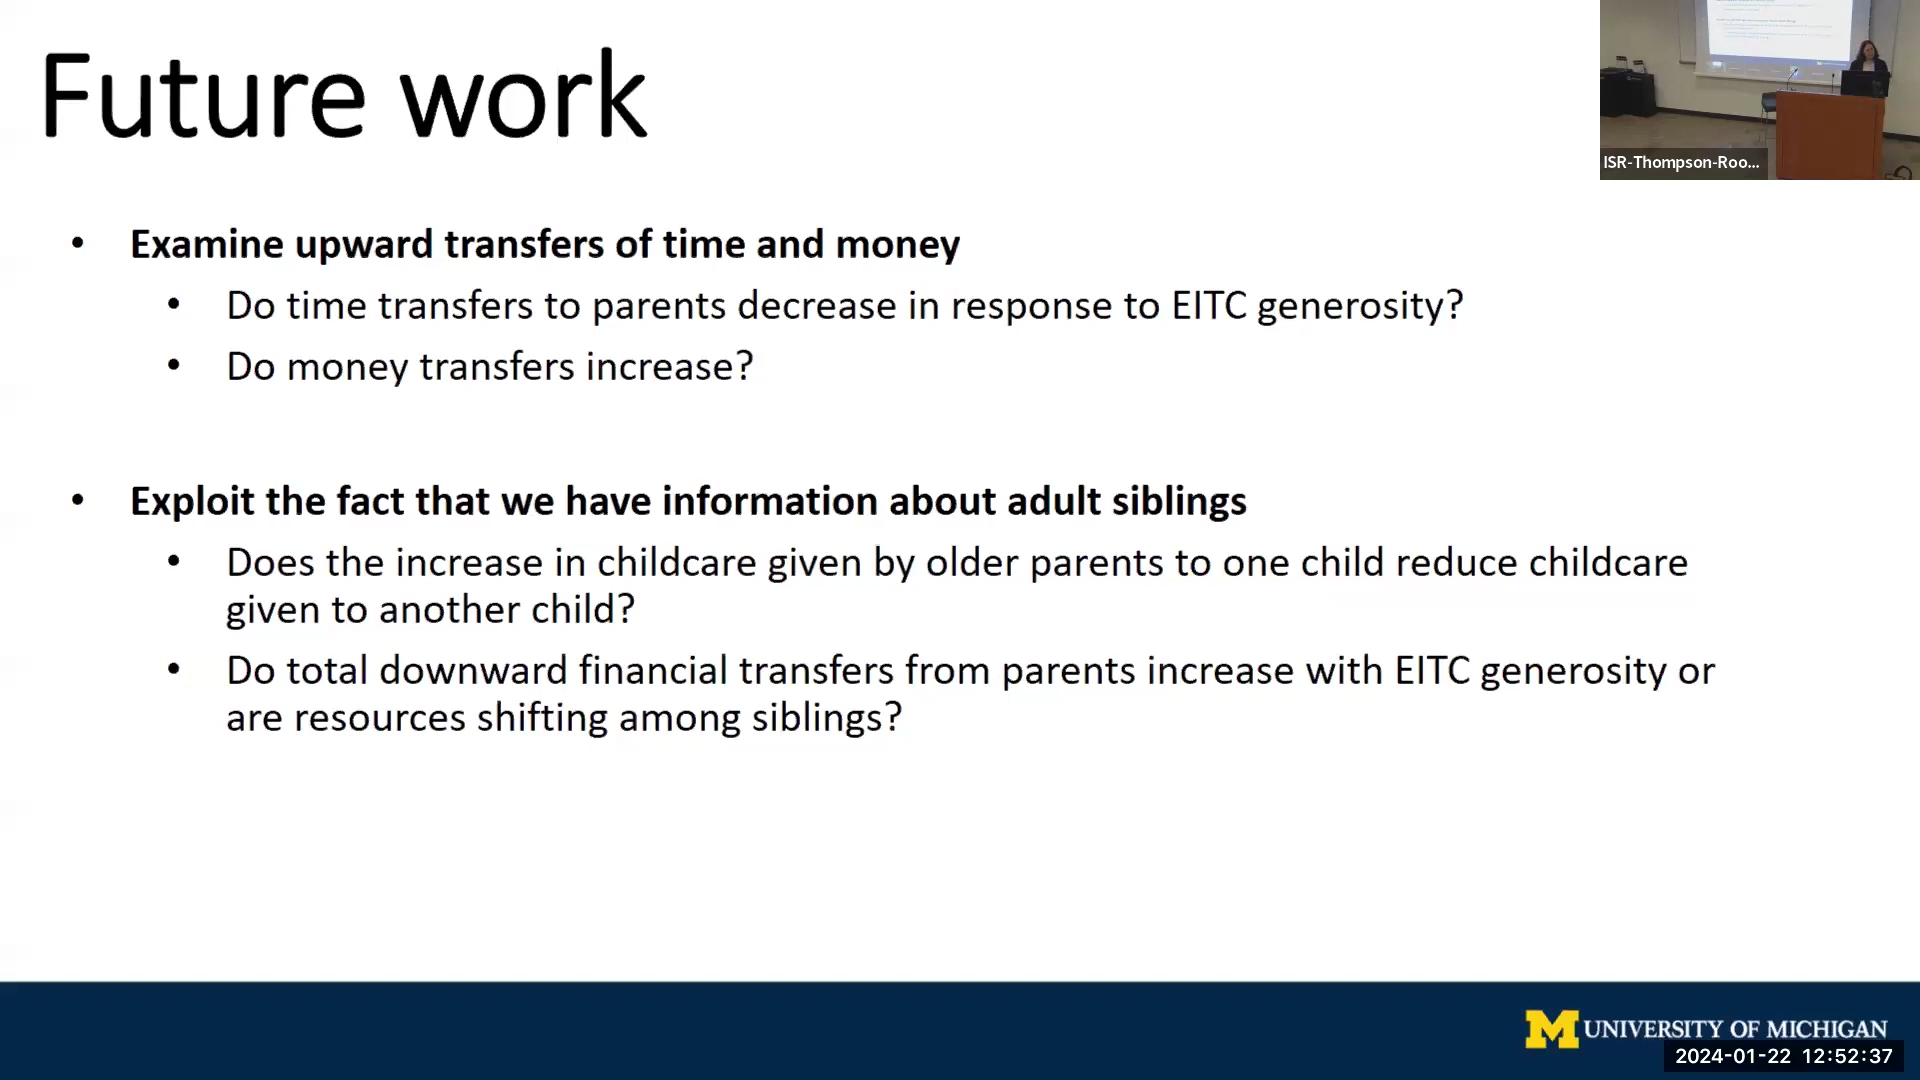 Future work
ISR-Thompson-Roo...
• Examine upward transfers of time and money
• Do time transfers to parents decrease in response to EITC generosity?
• Do money transfers increase?
• Exploit the fact that we have information about adult siblings
• Does the increase in childcare given by older parents to one child reduce childcare
given to another child?
• Do total downward financial transfers from parents increase with EITC generosity or
are resources shifting among siblings?
M UNIVERSITY OF MICHIGAN
2024-01-22 12:52:37